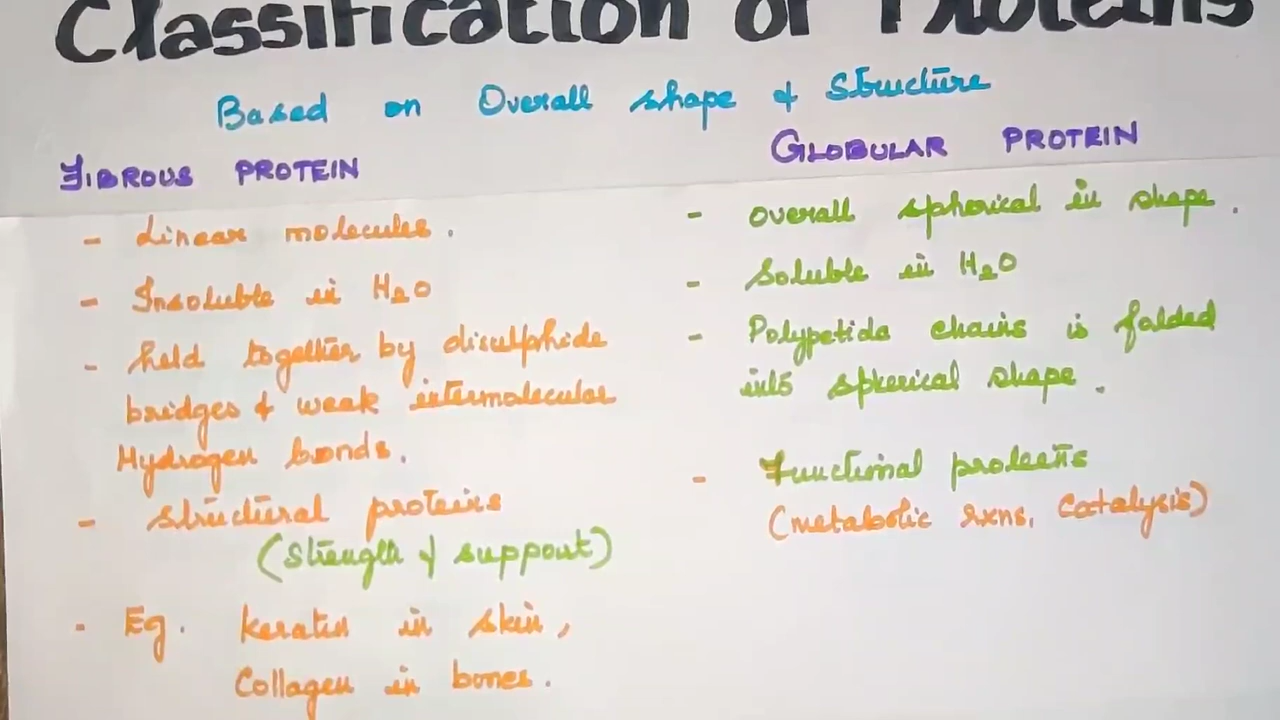 Classification of Proteins
Based on Overall shape & Structure
FIBROUS PROTEIN
- Linear molecules.
- Insoluble in H2O
- held together by disulphide
bridges & weak intermolecular
Hydrogen bonds.
- Structural proteins
(Strength & support)
- Eg. Keratin in skin,
Collagen in bones.
GLOBULAR PROTEIN
- Overall spherical in shape.
- Soluble in H2O
- Polypetide chains is folded
into spherical shape.
- Functional proteins
(metabolic rxns, Catalysis)